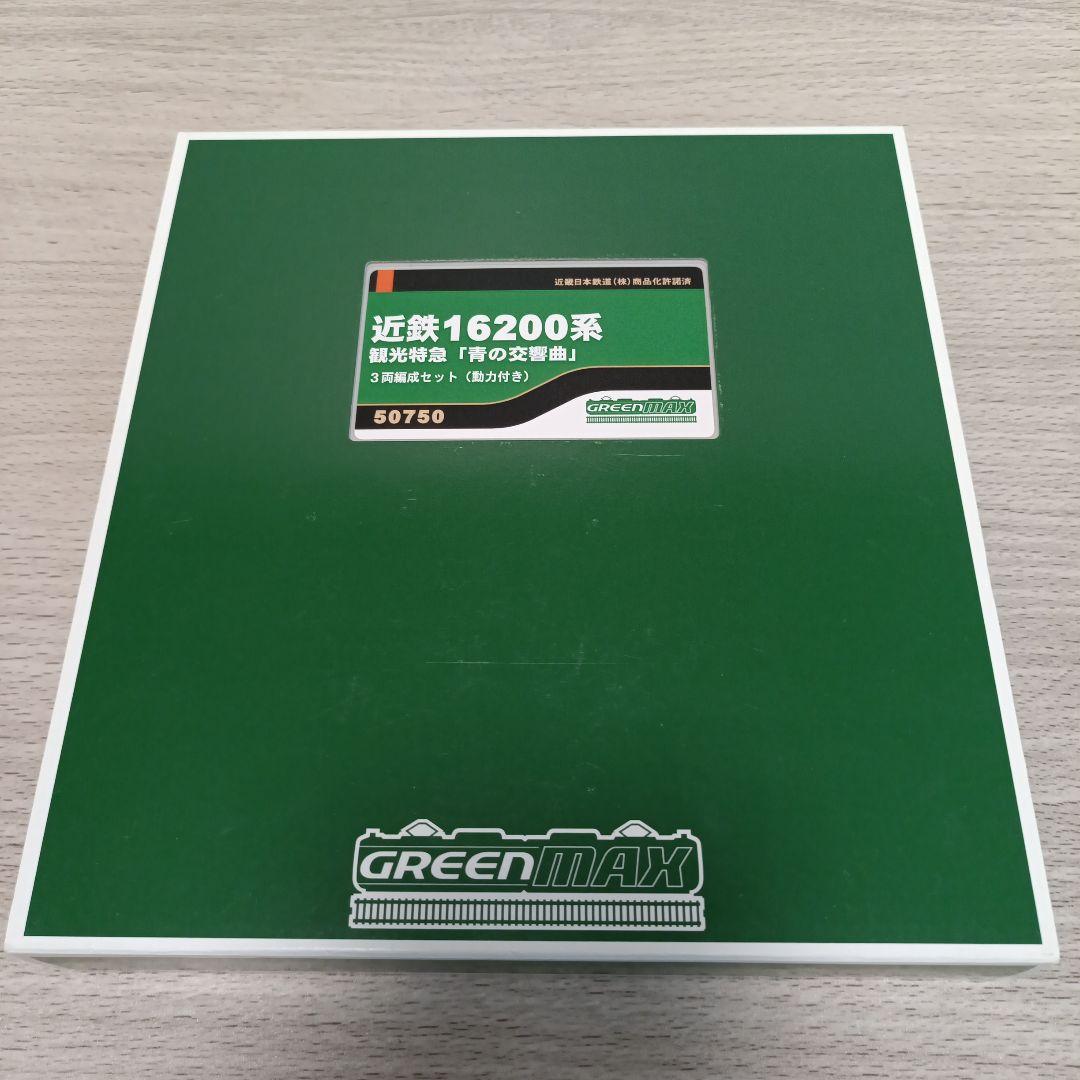 近畿日本鉄道(株)商品化許諾済
近鉄16200系
観光特急「青の交響曲」
3両編成セット(動力付き)
50750
GREENMAX
GREENMAX